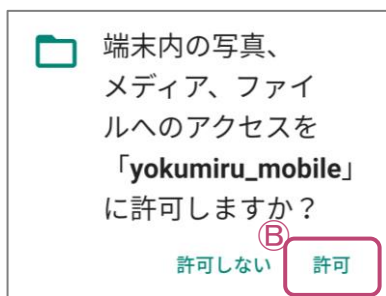 端末内の写真、
メディア、ファイ
ルへのアクセスを
「yokumiru_mobile」
に許可しますか？
Ⓑ
許可しない 許可